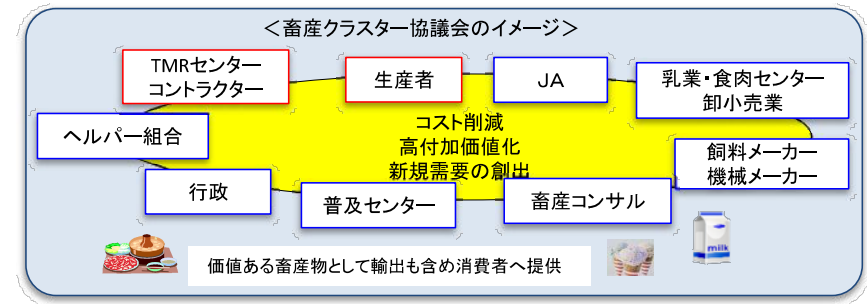 ＜畜産クラスター協議会のイメージ＞
TMRセンター
コントラクター
生産者
JA
乳業・食肉センター
卸小売業
ヘルパー組合
コスト削減
高付加価値化
新規需要の創出
飼料メーカー
機械メーカー
行政
普及センター
畜産コンサル
価値ある畜産物として輸出も含め消費者へ提供
milk